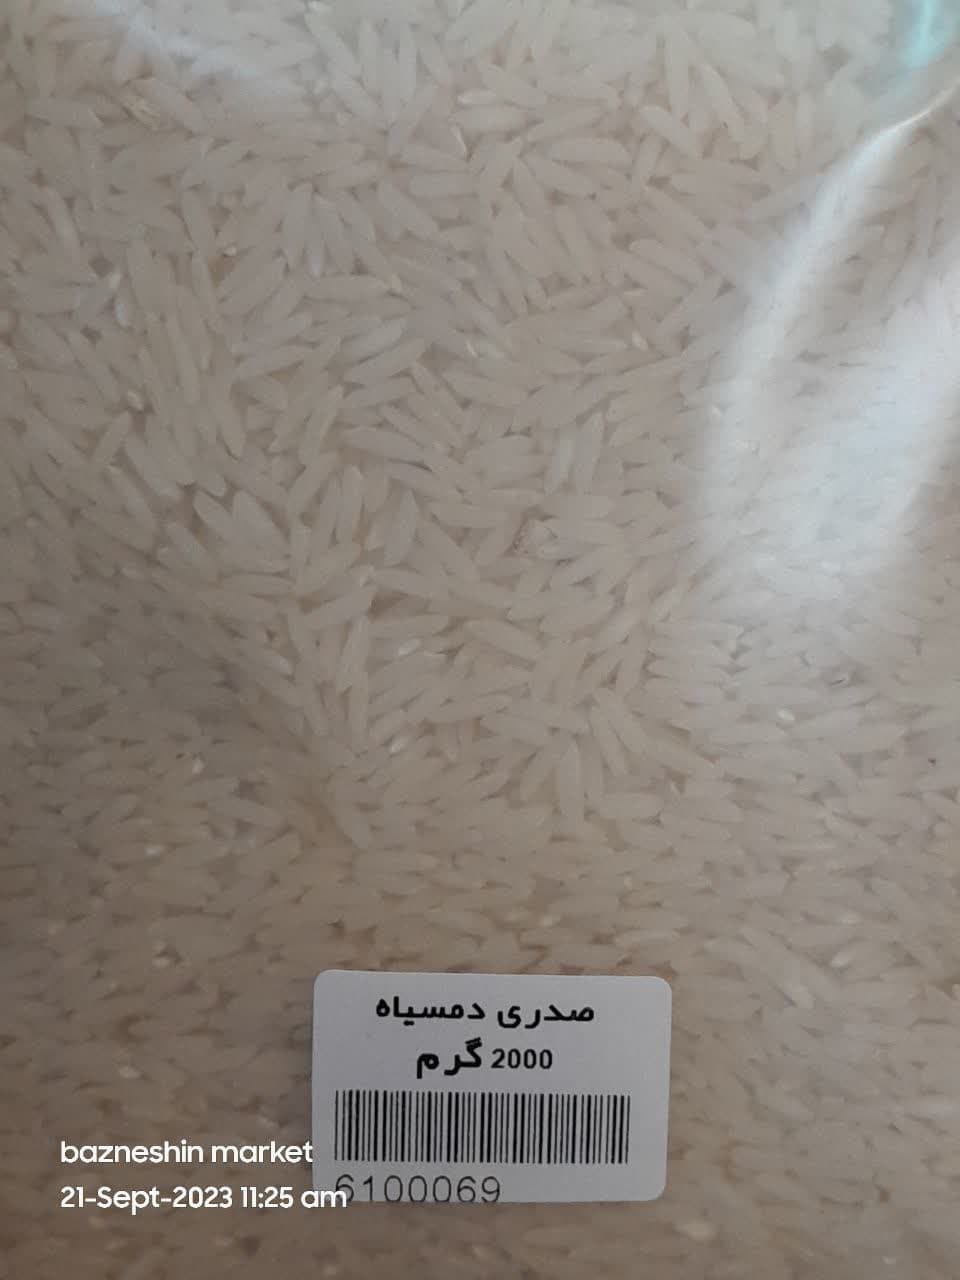 صدری دمسیاه
2000 گرم
6100069
bazneshin market
21-Sept-2023 11:25 am